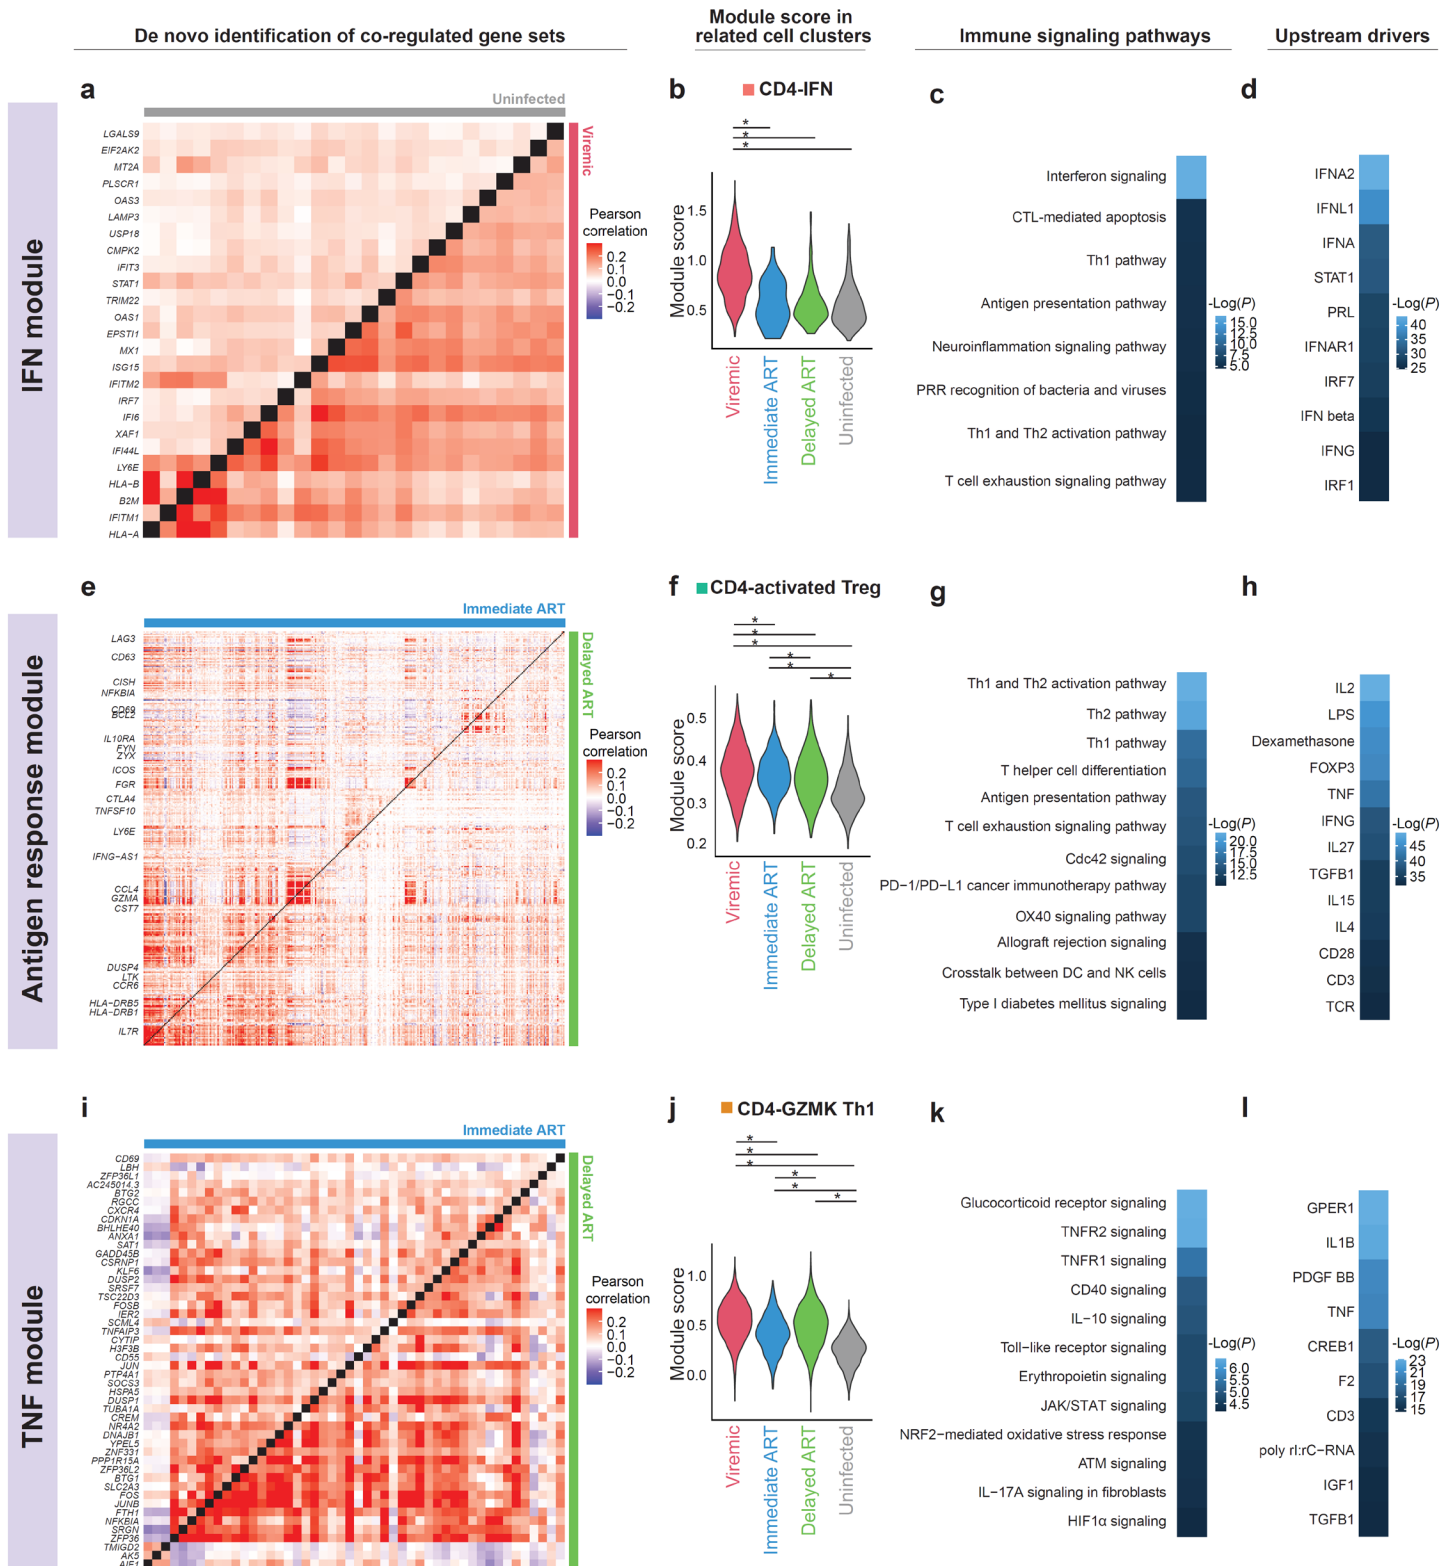 De novo identification of co-regulated gene sets
Module score in
related cell clusters
Immune signaling pathways
Upstream drivers
IFN module
a
Uninfected
Viremic
LGALS9
EIF2AK2
MT2A
PLSCR1
OAS3
LAMP3
USP18
CMPK2
IFIT3
STAT1
TRIM22
OAS1
EPSTI1
MX1
ISG15
IFITM2
IRF7
IFI6
XAF1
IFI44L
LY6E
HLA-B
B2M
IFITM1
HLA-A
Pearson
correlation
0.2
0.1
0.0
−0.1
−0.2
b
CD4-IFN
*
*
*
Module score
1.5
1.0
0.5
Viremic
Immediate ART
Delayed ART
Uninfected
c
Interferon signaling
CTL-mediated apoptosis
Th1 pathway
Antigen presentation pathway
Neuroinflammation signaling pathway
PRR recognition of bacteria and viruses
Th1 and Th2 activation pathway
T cell exhaustion signaling pathway
-Log(P)
15.0
12.5
10.0
7.5
5.0
d
IFNA2
IFNL1
IFNA
STAT1
PRL
IFNAR1
IRF7
IFN beta
IFNG
IRF1
-Log(P)
40
35
30
25
Antigen response module
e
Immediate ART
Delayed ART
LAG3
CD63
CISH
NFKBIA
CD69
BCL2
IL10RA
FYN
ZYX
ICOS
FGR
CTLA4
TNFSF10
LY6E
IFNG-AS1
CCL4
GZMA
CST7
DUSP4
LTK
CCR6
HLA-DRB5
HLA-DRB1
IL7R
Pearson
correlation
0.2
0.1
0.0
−0.1
−0.2
f
CD4-activated Treg
*
*
*
*
*
*
Module score
0.5
0.4
0.3
0.2
Viremic
Immediate ART
Delayed ART
Uninfected
g
Th1 and Th2 activation pathway
Th2 pathway
Th1 pathway
T helper cell differentiation
Antigen presentation pathway
T cell exhaustion signaling pathway
Cdc42 signaling
PD−1/PD−L1 cancer immunotherapy pathway
OX40 signaling pathway
Allograft rejection signaling
Crosstalk between DC and NK cells
Type I diabetes mellitus signaling
-Log(P)
20.0
17.5
15.0
12.5
h
IL2
LPS
Dexamethasone
FOXP3
TNF
IFNG
IL27
TGFB1
IL15
IL4
CD28
CD3
TCR
-Log(P)
45
40
35
TNF module
i
Immediate ART
Delayed ART
CD69
LBH
ZFP36L1
AC245014.3
BTG2
RGCC
CXCR4
CDKN1A
BHLHE40
ANXA1
SAT1
GADD45B
CSRNP1
KLF6
DUSP2
SRSF7
TSC22D3
FOSB
IER2
SCML4
TNFAIP3
CYTIP
H3F3B
CD55
JUN
PTP4A1
SOCS3
HSPA5
DUSP1
TUBA1A
CREM
NR4A2
DNAJB1
YPEL5
ZNF331
PPP1R15A
ZFP36L2
BTG1
SLC2A3
FOS
JUNB
FTH1
NFKBIA
SRGN
ZFP36
TMIGD2
AK5
AIF1
Pearson
correlation
0.2
0.1
0.0
−0.1
−0.2
j
CD4-GZMK Th1
*
*
*
*
*
*
Module score
1.0
0.5
0.0
Viremic
Immediate ART
Delayed ART
Uninfected
k
Glucocorticoid receptor signaling
TNFR2 signaling
TNFR1 signaling
CD40 signaling
IL−10 signaling
Toll−like receptor signaling
Erythropoietin signaling
JAK/STAT signaling
NRF2−mediated oxidative stress response
ATM signaling
IL−17A signaling in fibroblasts
HIF1α signaling
-Log(P)
6.0
5.5
5.0
4.5
l
GPER1
IL1B
PDGF BB
TNF
CREB1
F2
CD3
poly rI:rC−RNA
IGF1
TGFB1
-Log(P)
23
21
19
17
15